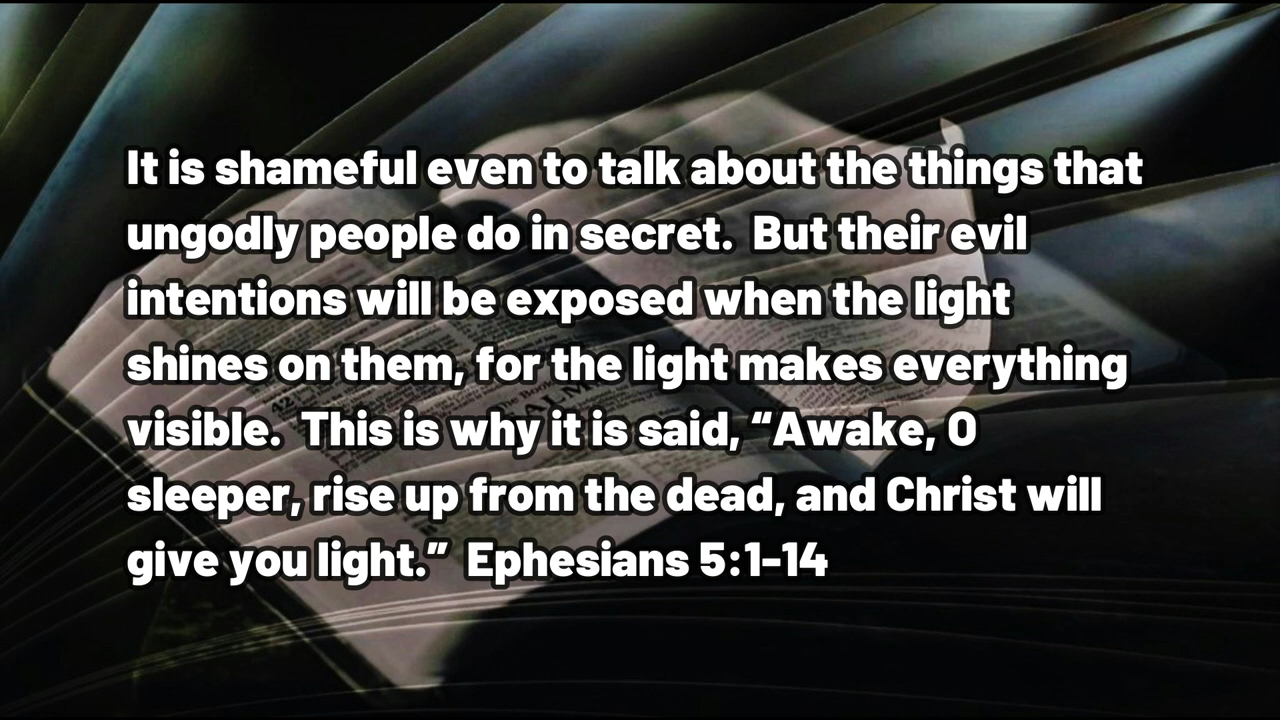 It is shameful even to talk about the things that
ungodly people do in secret.  But their evil
intentions will be exposed when the light
shines on them, for the light makes everything
visible.  This is why it is said, “Awake, O
sleeper, rise up from the dead, and Christ will
give you light.”  Ephesians 5:1-14
42